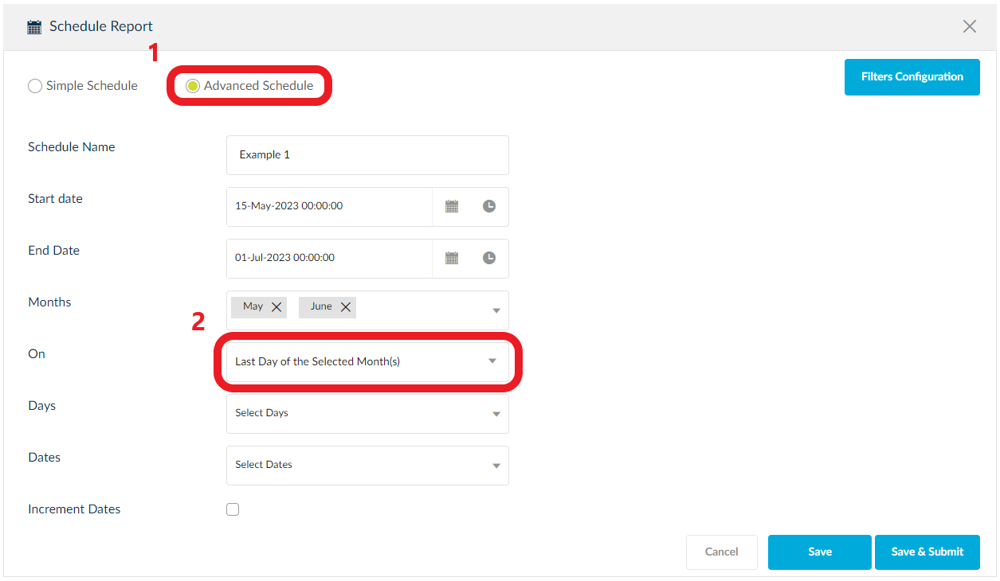 Schedule Report
1
Simple Schedule
Advanced Schedule
Filters Configuration
Schedule Name
Example 1
Start date
15-May-2023 00:00:00
End Date
01-Jul-2023 00:00:00
Months
May
June
2
On
Last Day of the Selected Month(s)
Days
Select Days
Dates
Select Dates
Increment Dates
Cancel
Save
Save & Submit